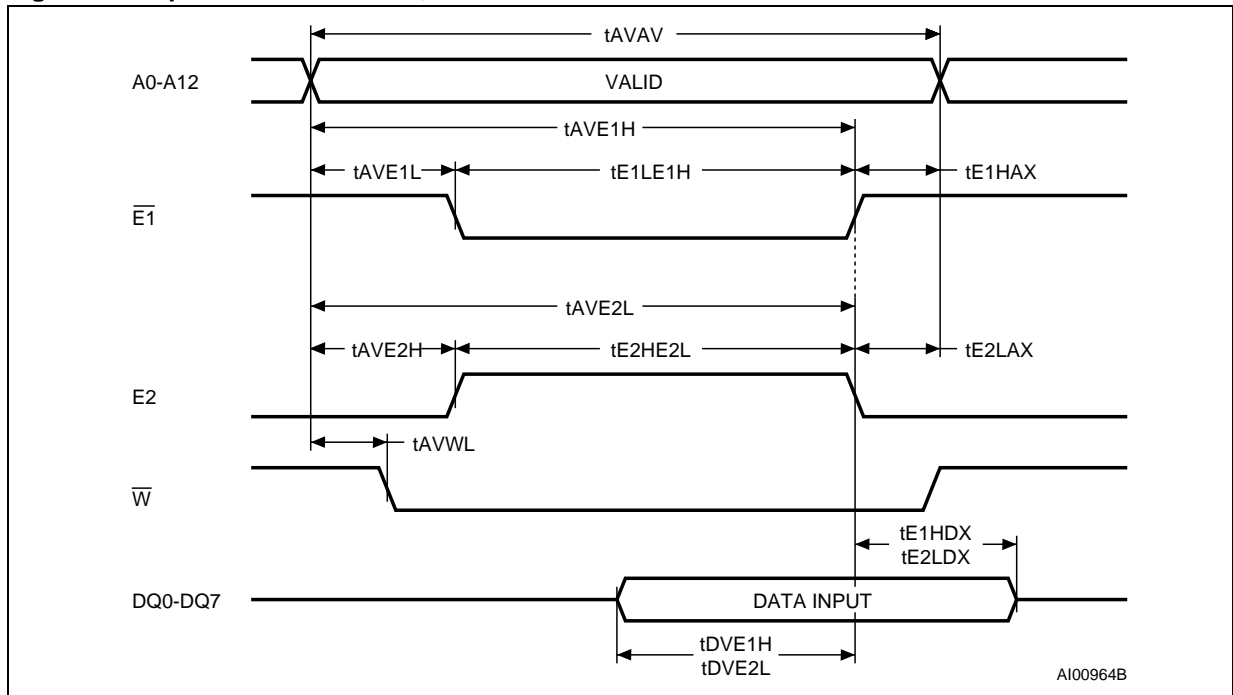 tAVAV
A0-A12
VALID
tAVE1H
tAVE1L
tE1LE1H
tE1HAX
E1
tAVE2L
tAVE2H
tE2HE2L
tE2LAX
E2
tAVWL
W
tE1HDX
tE2LDX
DQ0-DQ7
DATA INPUT
tDVE1H
tDVE2L
AI00964B